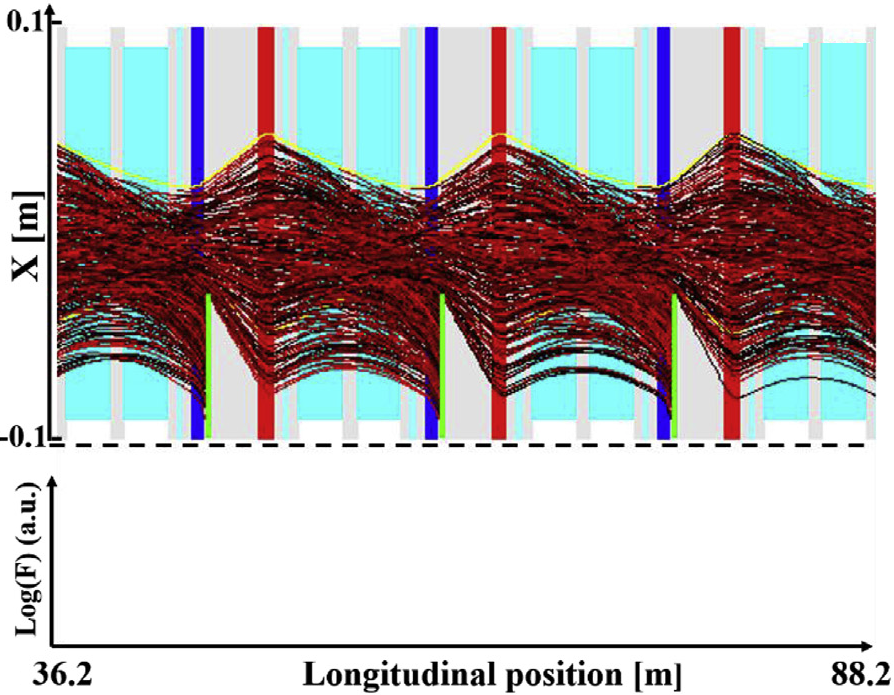 0.1
X [m]
-0.1
Log(F) (a.u.)
36.2
Longitudinal position [m]
88.2